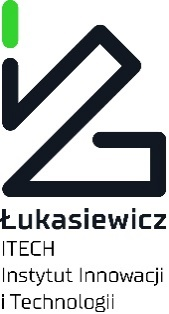 Łukasiewicz
ITECH
Instytut Innowacji
i Technologii